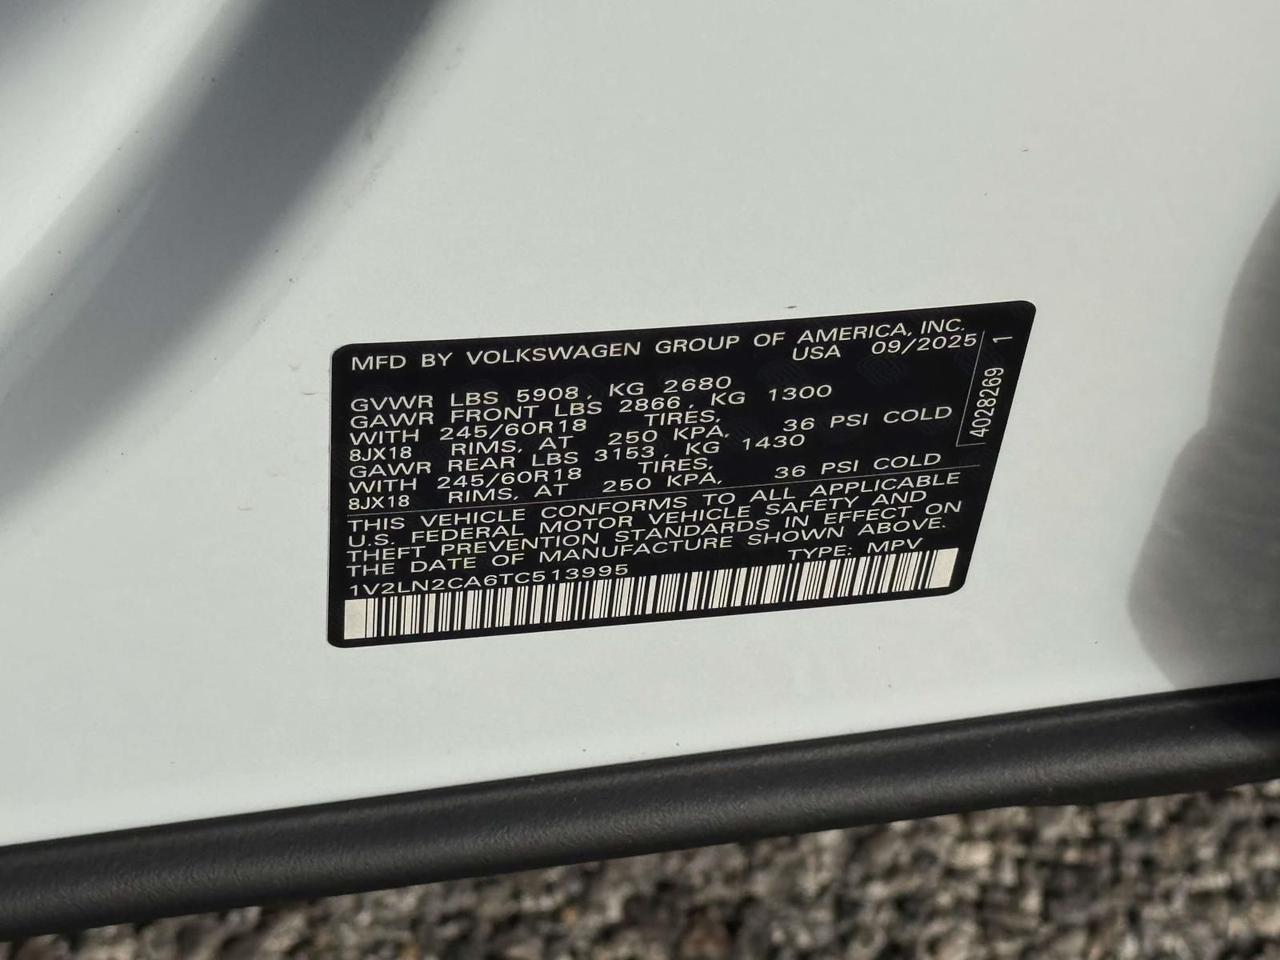 MFD BY VOLKSWAGEN GROUP OF AMERICA, INC.
USA 09/2025
GVWR LBS 5908, KG 2680
GAWR FRONT LBS 2866, KG 1300
WITH 245/60R18 TIRES,
8JX18 RIMS, AT 250 KPA, 36 PSI COLD
GAWR REAR LBS 3153, KG 1430
WITH 245/60R18 TIRES,
8JX18 RIMS, AT 250 KPA, 36 PSI COLD
THIS VEHICLE CONFORMS TO ALL APPLICABLE
U.S. FEDERAL MOTOR VEHICLE SAFETY AND
THEFT PREVENTION STANDARDS IN EFFECT ON
THE DATE OF MANUFACTURE SHOWN ABOVE.
1V2LN2CA6TC513995 TYPE: MPV
4028269 1